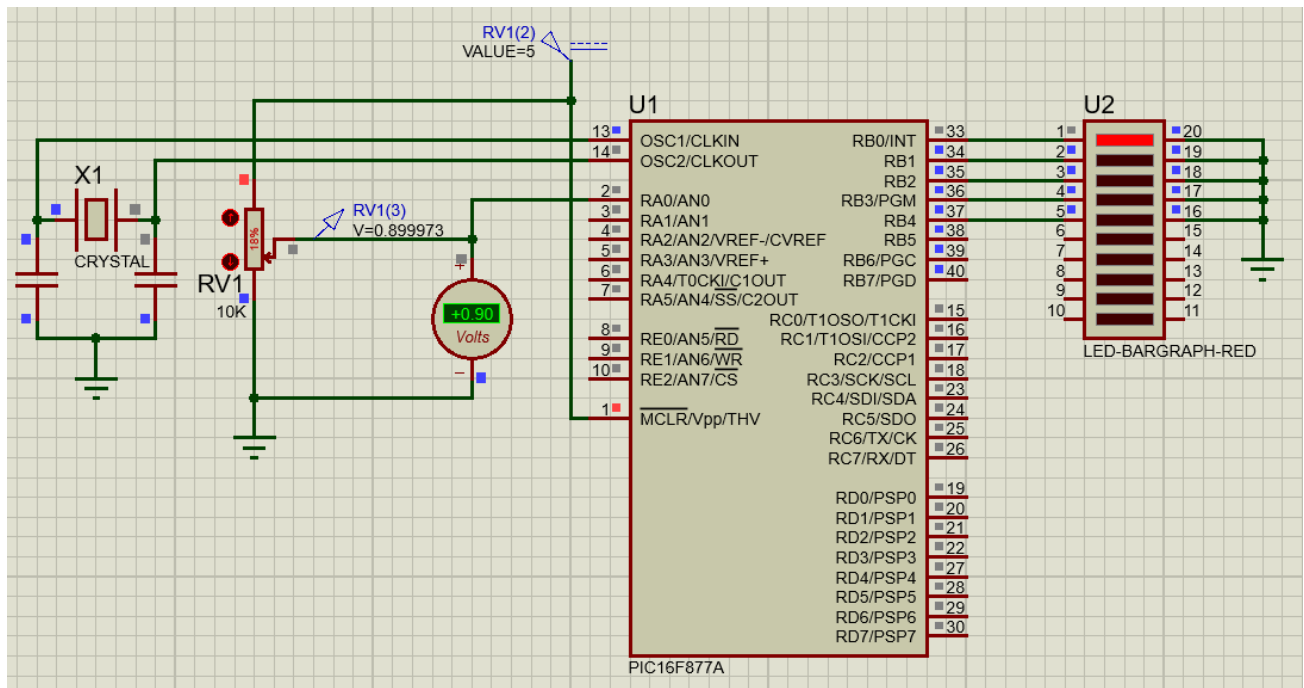 RV1(2)
VALUE=5
X1
CRYSTAL
18%
RV1
10K
RV1(3)
V=0.899973
+
+0.90
Volts
−
U1
13 OSC1/CLKIN
14 OSC2/CLKOUT
2 RA0/AN0
3 RA1/AN1
4 RA2/AN2/VREF-/CVREF
5 RA3/AN3/VREF+
6 RA4/T0CKI/C1OUT
7 RA5/AN4/SS/C2OUT
8 RE0/AN5/RD
9 RE1/AN6/WR
10 RE2/AN7/CS
1 MCLR/Vpp/THV
RB0/INT 33
RB1 34
RB2 35
RB3/PGM 36
RB4 37
RB5 38
RB6/PGC 39
RB7/PGD 40
RC0/T1OSO/T1CKI 15
RC1/T1OSI/CCP2 16
RC2/CCP1 17
RC3/SCK/SCL 18
RC4/SDI/SDA 23
RC5/SDO 24
RC6/TX/CK 25
RC7/RX/DT 26
RD0/PSP0 19
RD1/PSP1 20
RD2/PSP2 21
RD3/PSP3 22
RD4/PSP4 27
RD5/PSP5 28
RD6/PSP6 29
RD7/PSP7 30
PIC16F877A
U2
1 20
2 19
3 18
4 17
5 16
6 15
7 14
8 13
9 12
10 11
LED-BARGRAPH-RED